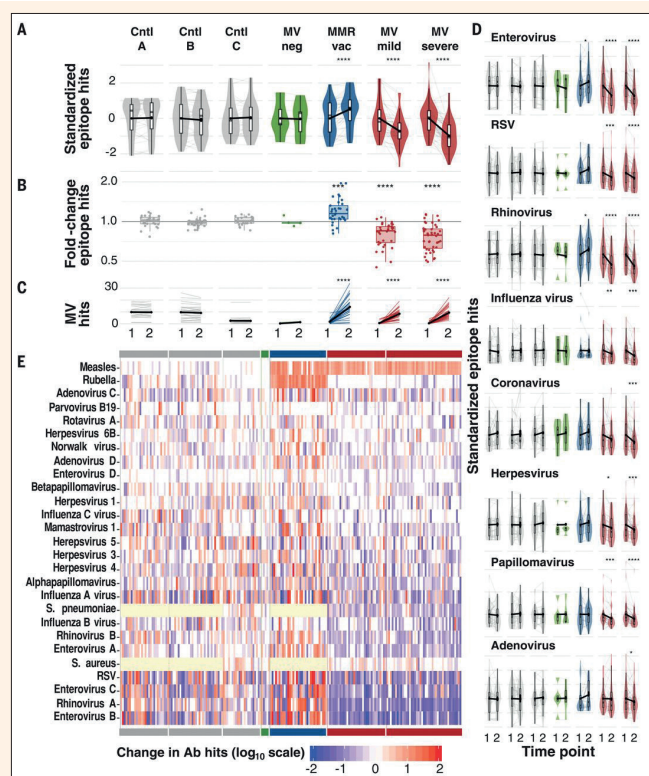 A
Cntl A
Cntl B
Cntl C
MV neg
MMR vac
MV mild
MV severe
**** **** ****
Standardized epitope hits
2
0
-2
B
Fold-change epitope hits
2.0
1.0
0.5
**** ****
C
MV hits
30
0
**** **** ****
1 2 1 2 1 2 1 2 1 2 1 2 1 2
E
Measles
Rubella
Adenovirus C
Parvovirus B19
Rotavirus A
Herpesvirus 6B
Norwalk virus
Adenovirus D
Enterovirus D
Betapapillomavirus
Herpesvirus 1
Influenza C virus
Mamastrovirus 1
Herepsvirus 5
Herpesvirus 3
Herpesvirus 4
Alphapapillomavirus
Influenza A virus
S. pneumoniae
Influenza B virus
Rhinovirus B
Enterovirus A
S. aureus
RSV
Enterovirus C
Rhinovirus A
Enterovirus B
Change in Ab hits (log10 scale)
-2 -1 0 1 2
D
Standardized epitope hits
Enterovirus
* **** ****
RSV
*** ****
Rhinovirus
* **** ****
Influenza virus
** ***
Coronavirus
***
Herpesvirus
* ***
Papillomavirus
*** ****
Adenovirus
*
1 2 1 2 1 2 1 2 1 2 1 2 1 2
Time point